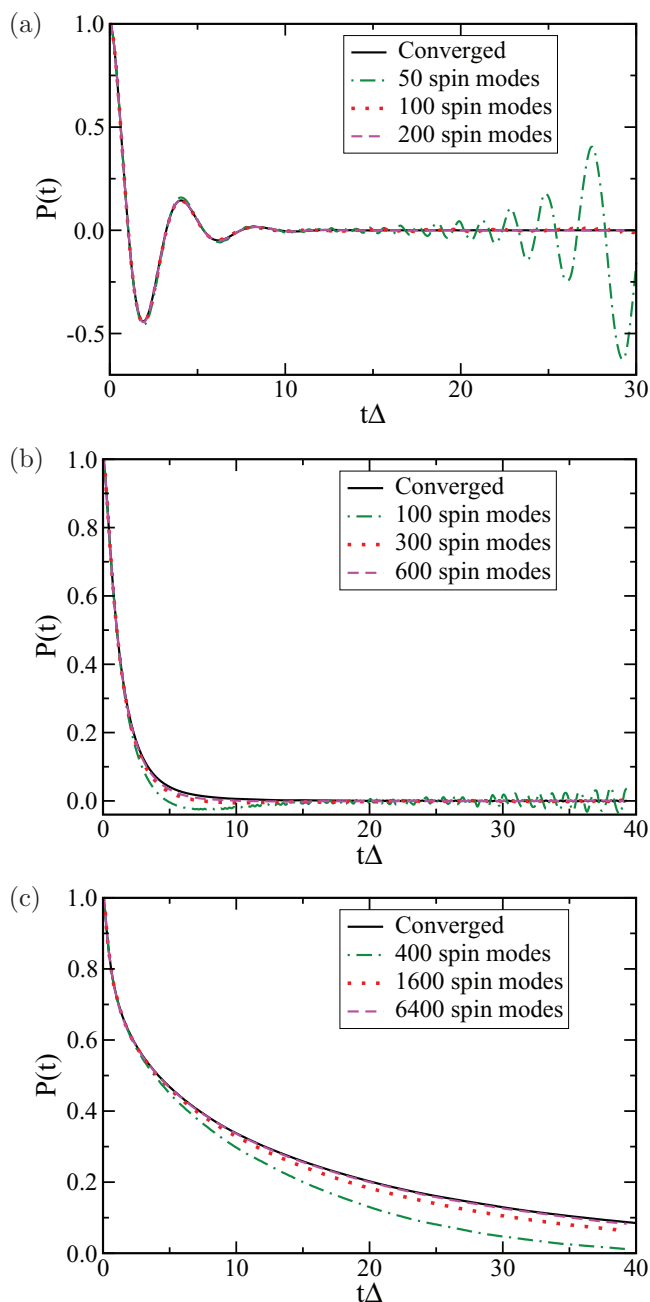 (a)
1.0
0.5
0.0
-0.5
P(t)
Converged
50 spin modes
100 spin modes
200 spin modes
0
10
20
30
tΔ
(b)
1.0
0.8
0.6
0.4
0.2
0.0
P(t)
Converged
100 spin modes
300 spin modes
600 spin modes
0
10
20
30
40
tΔ
(c)
1.0
0.8
0.6
0.4
0.2
0.0
P(t)
Converged
400 spin modes
1600 spin modes
6400 spin modes
0
10
20
30
40
tΔ